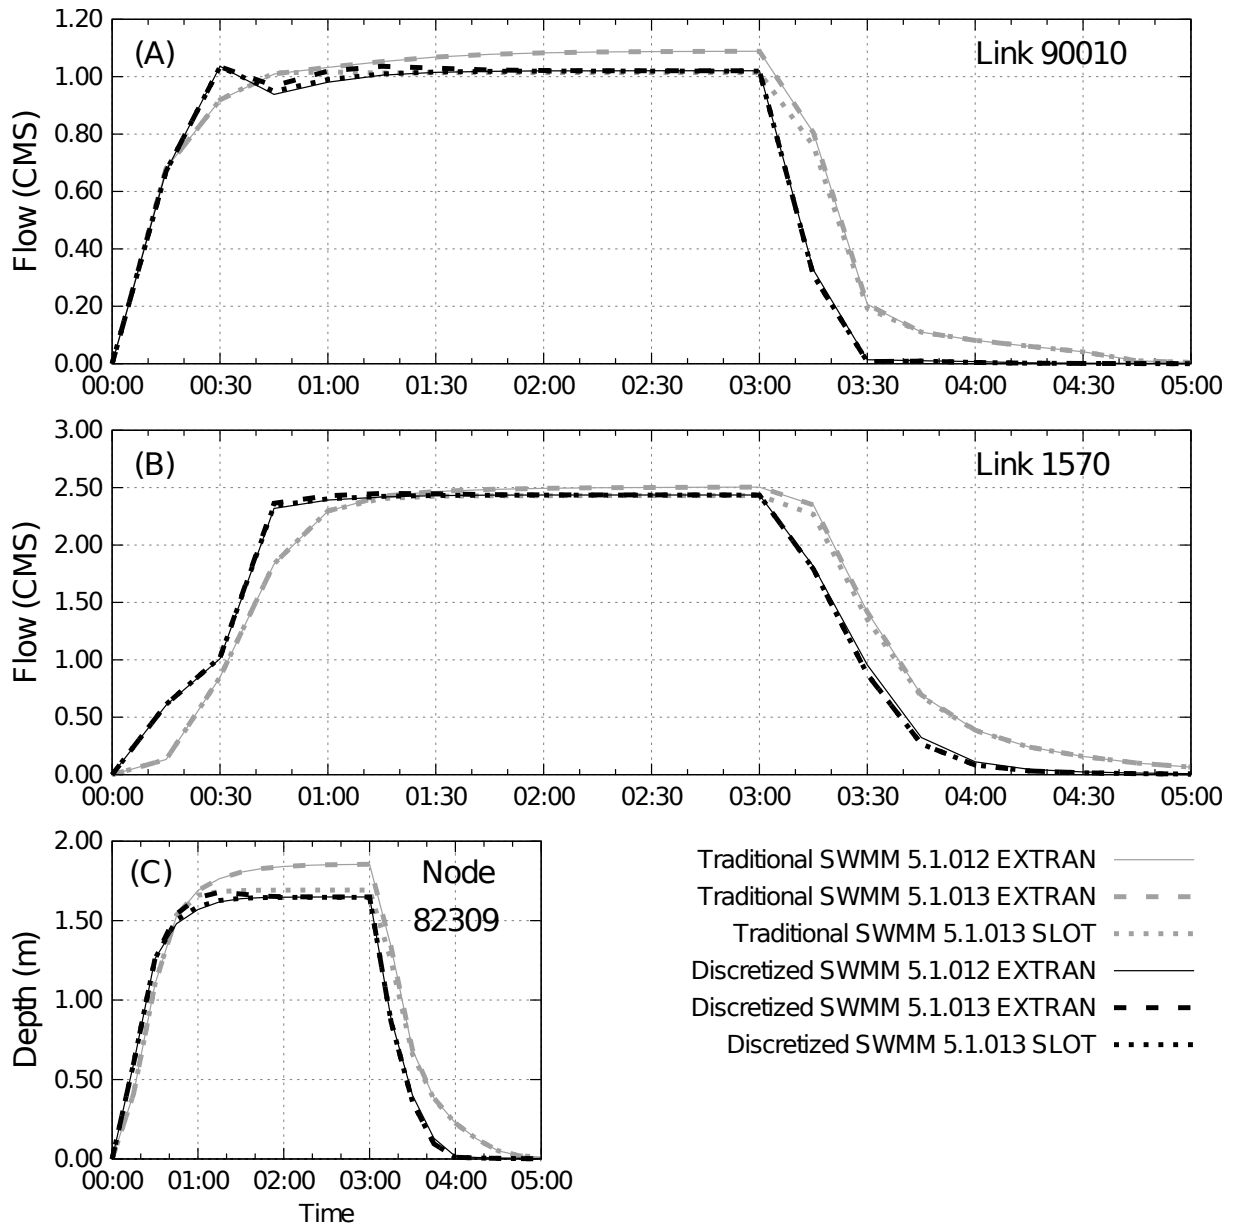 1.20
(A)
Link 90010
1.00
0.80
0.60
0.40
0.20
0.00
Flow (CMS)
00:00 00:30 01:00 01:30 02:00 02:30 03:00 03:30 04:00 04:30 05:00
3.00
(B)
Link 1570
2.50
2.00
1.50
1.00
0.50
0.00
Flow (CMS)
00:00 00:30 01:00 01:30 02:00 02:30 03:00 03:30 04:00 04:30 05:00
2.00
(C)
Node
82309
1.50
1.00
0.50
0.00
Depth (m)
00:00 01:00 02:00 03:00 04:00 05:00
Time
Traditional SWMM 5.1.012 EXTRAN
Traditional SWMM 5.1.013 EXTRAN
Traditional SWMM 5.1.013 SLOT
Discretized SWMM 5.1.012 EXTRAN
Discretized SWMM 5.1.013 EXTRAN
Discretized SWMM 5.1.013 SLOT